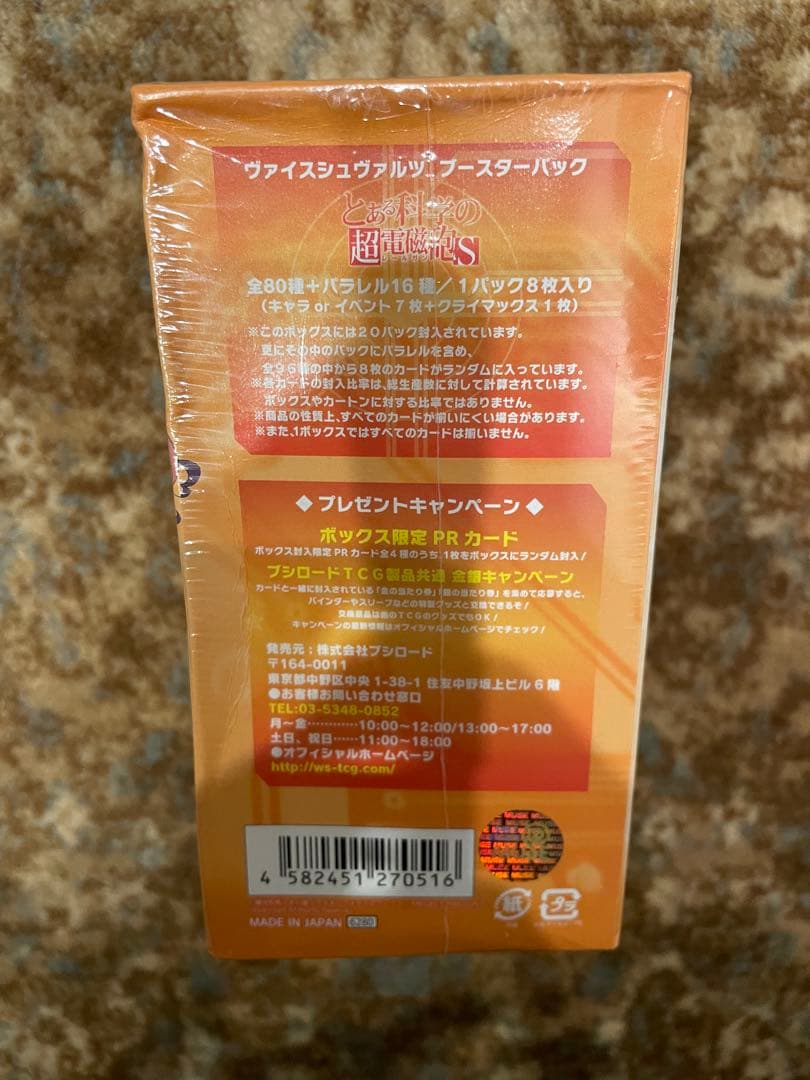 ヴァイスシュヴァルツ ブースターパック
とある科学の
超電磁砲S
レールガン
全80種+パラレル16種/1パック8枚入り
(キャラ or イベント7枚+クライマックス1枚)
※このボックスには20パック封入されています。
更にその中のパックにパラレルを含め、
全96種の中から8枚のカードがランダムに入っています。
※各カードの封入比率は、総生産数に対して計算されています。
ボックスやカートンに対する比率ではありません。
※商品の性質上、すべてのカードが揃いにくい場合があります。
※また、1ボックスではすべてのカードは揃いません。
◆ プレゼントキャンペーン ◆
ボックス限定 PR カード
ボックス封入限定 PR カード全4種のうち、1枚をボックスにランダム封入!
ブシロードTCG製品共通 金銀キャンペーン
カードと一緒に封入されている「金の当たり券」「銀の当たり券」を集めて応募すると、
バインダーやスリーブなどの特製グッズと交換できるぞ!
交換賞品は他のTCGのグッズでもOK!
キャンペーンの最新情報はオフィシャルホームページでチェック!
発売元:株式会社ブシロード
〒164-0011
東京都中野区中央 1-38-1 住友中野坂上ビル6階
●お客様お問い合わせ窓口
TEL:03-5348-0852
月~金…………10:00~12:00/13:00~17:00
土日、祝日……11:00~18:00
●オフィシャルホームページ
http://ws-tcg.com/
4 582451 270516
紙
プラ
MADE IN JAPAN 6280